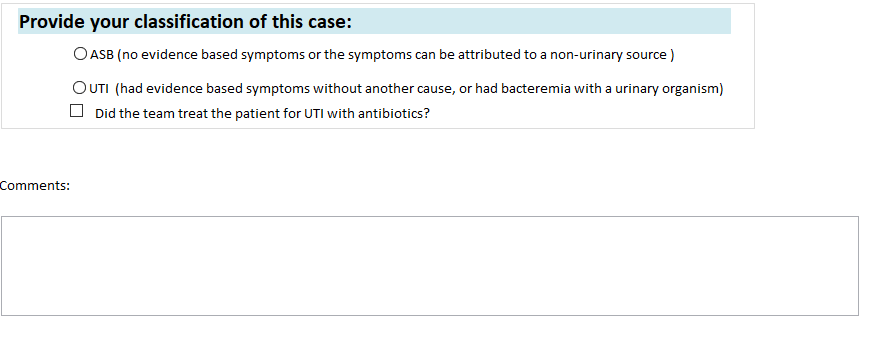 Provide your classification of this case:
ASB (no evidence based symptoms or the symptoms can be attributed to a non-urinary source )
UTI (had evidence based symptoms without another cause, or had bacteremia with a urinary organism)
Did the team treat the patient for UTI with antibiotics?
Comments: